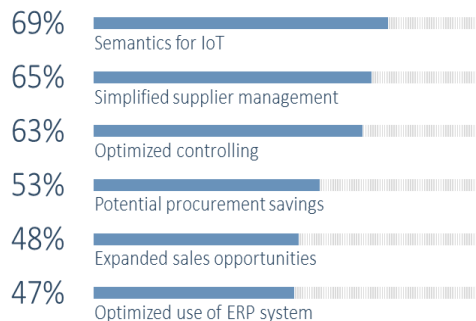 69%
Semantics for IoT
65%
Simplified supplier management
63%
Optimized controlling
53%
Potential procurement savings
48%
Expanded sales opportunities
47%
Optimized use of ERP system